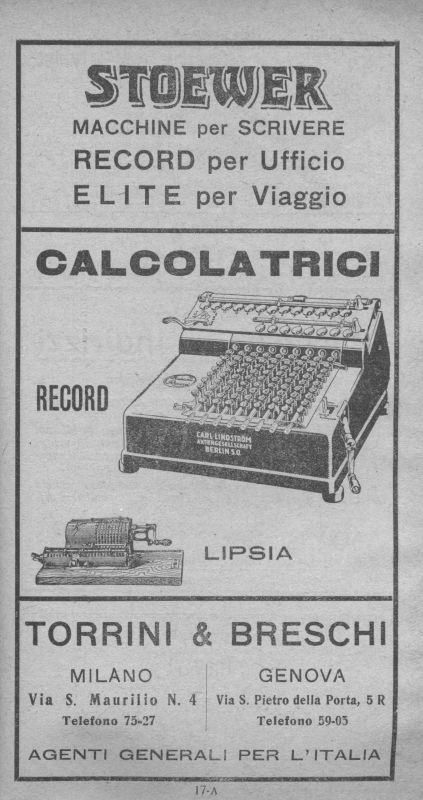 STOEWER
MACCHINE per SCRIVERE
RECORD per Ufficio
ELITE per Viaggio
CALCOLATRICI
RECORD
CARL LINDSTRÖM
AKTIENGESELLSCHAFT
BERLIN S.O.
LIPSIA
TORRINI & BRESCHI
MILANO
Via S. Maurilio N. 4
Telefono 75-27
GENOVA
Via S. Pietro della Porta, 5 R
Telefono 59-03
AGENTI GENERALI PER L'ITALIA
17-A